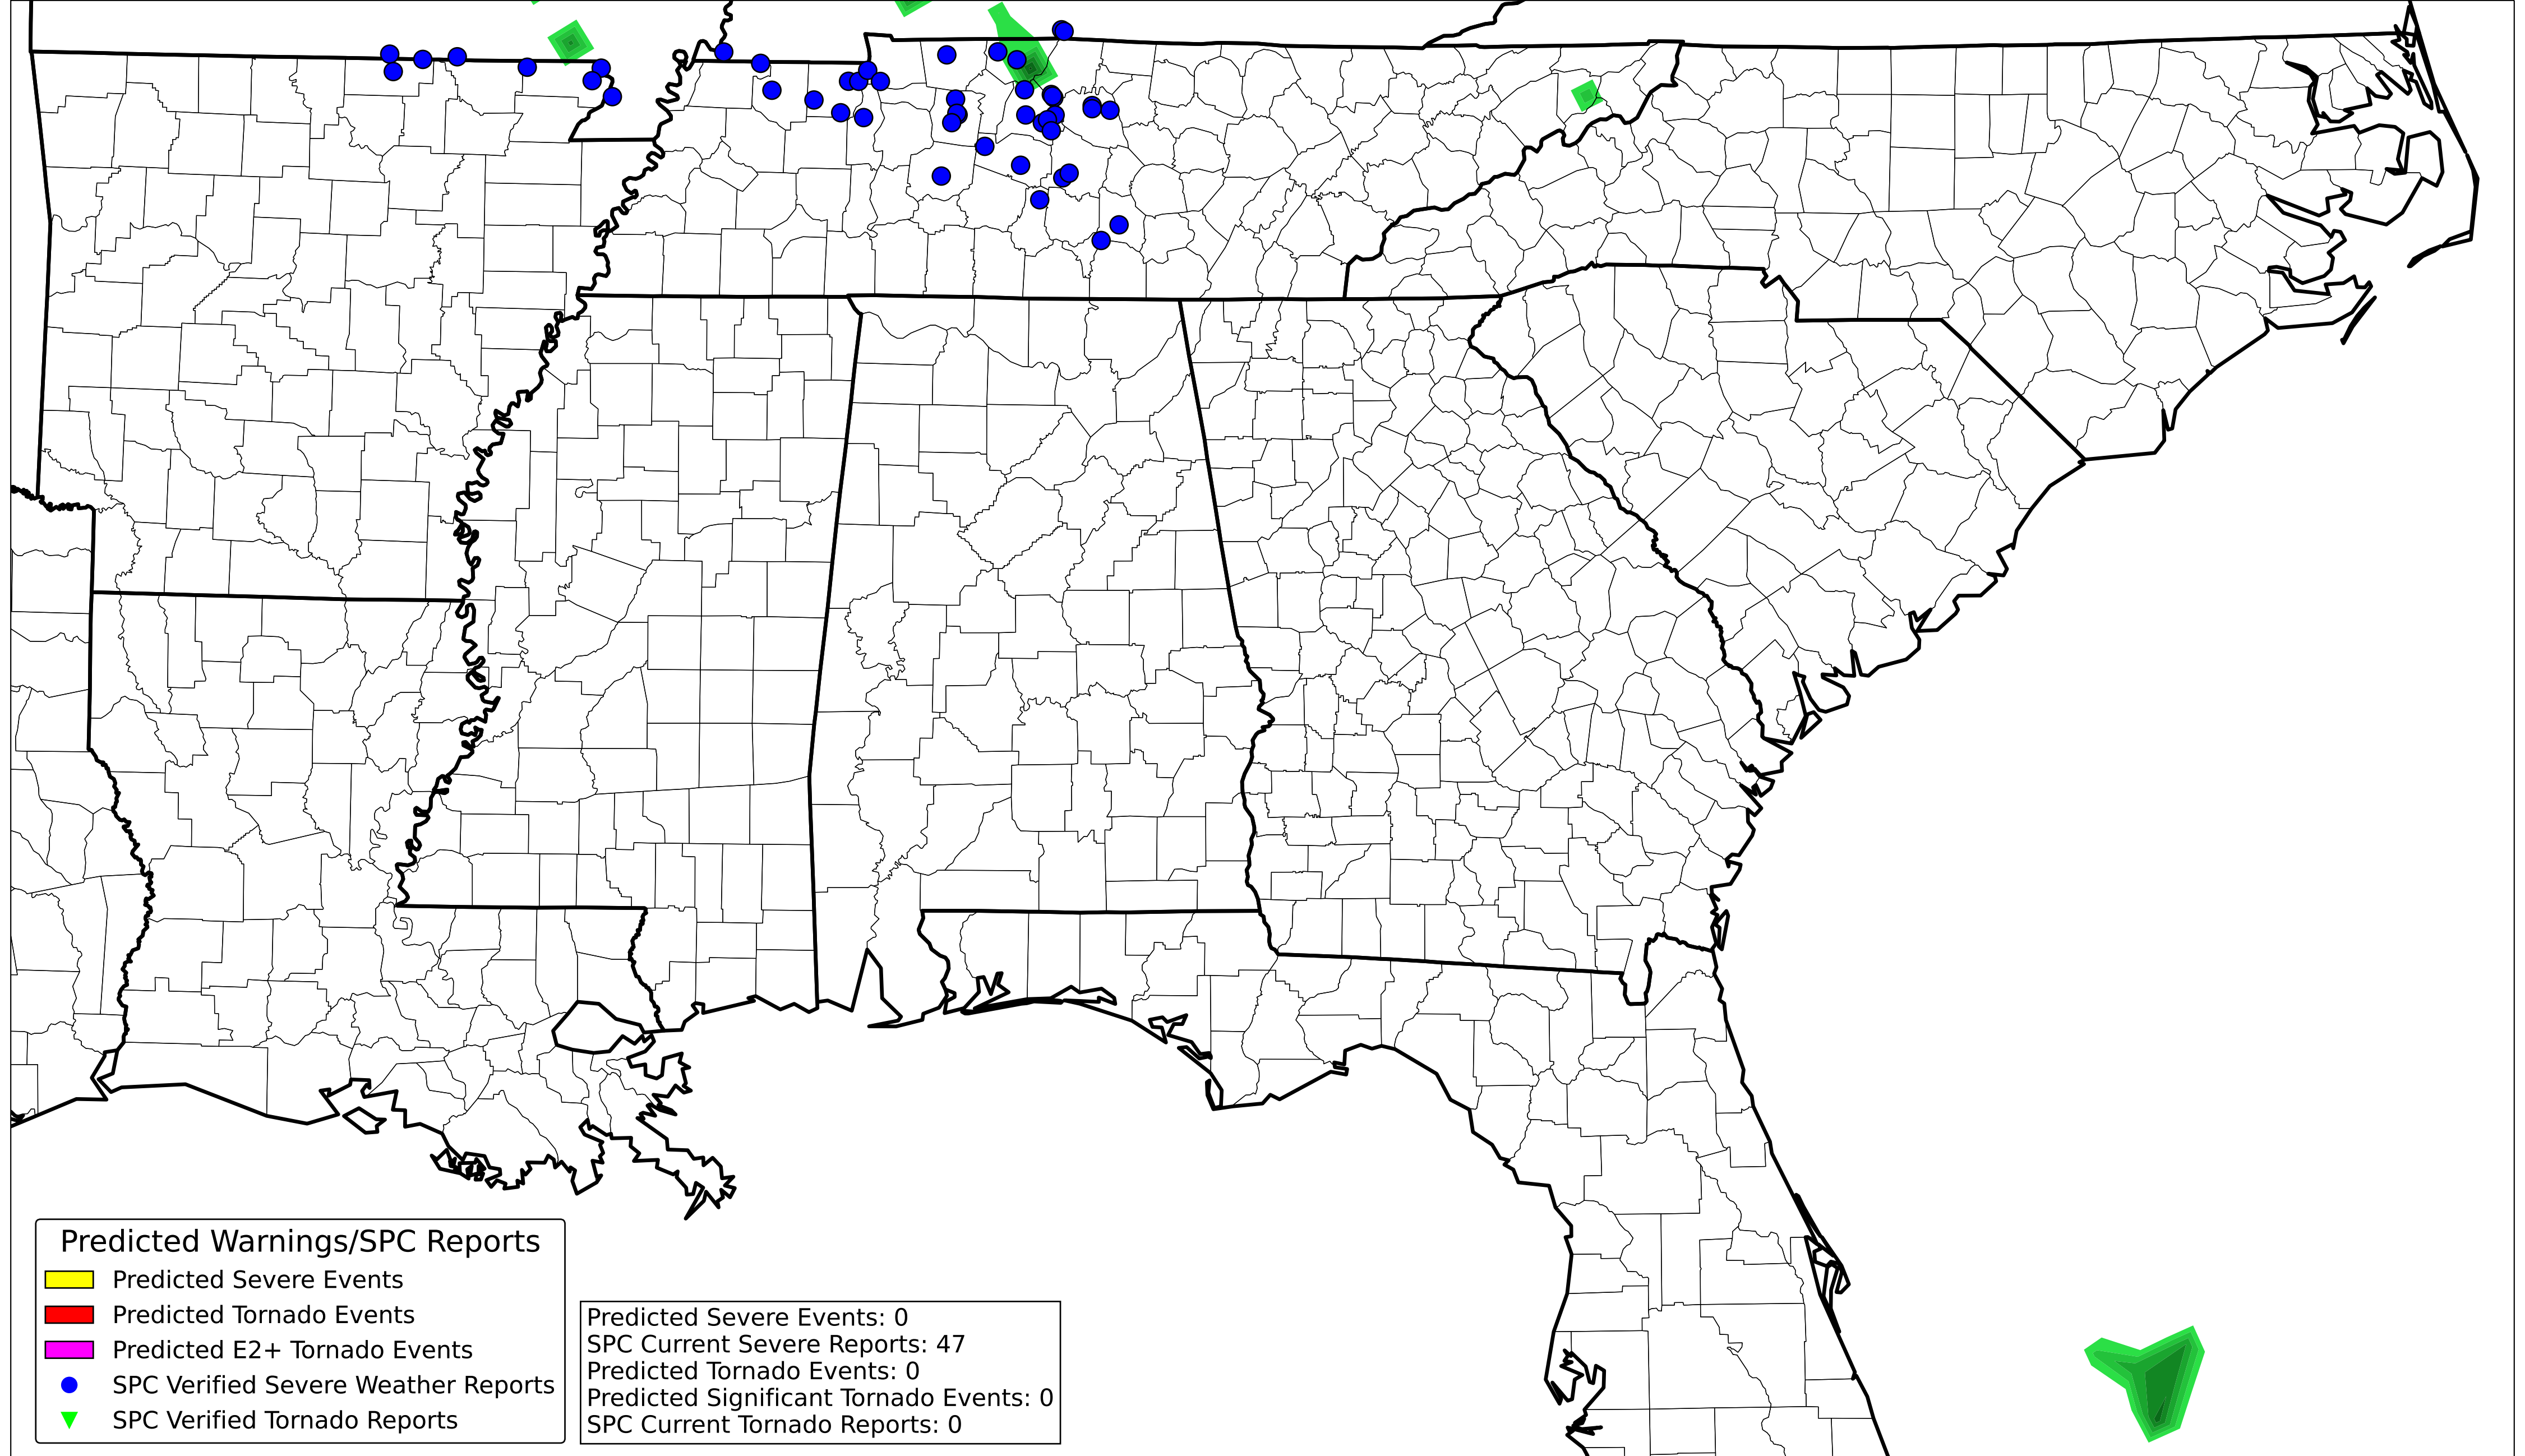 Predicted Warnings/SPC Reports
Predicted Severe Events
Predicted Tornado Events
Predicted E2+ Tornado Events
SPC Verified Severe Weather Reports
SPC Verified Tornado Reports
Predicted Severe Events: 0
SPC Current Severe Reports: 47
Predicted Tornado Events: 0
Predicted Significant Tornado Events: 0
SPC Current Tornado Reports: 0